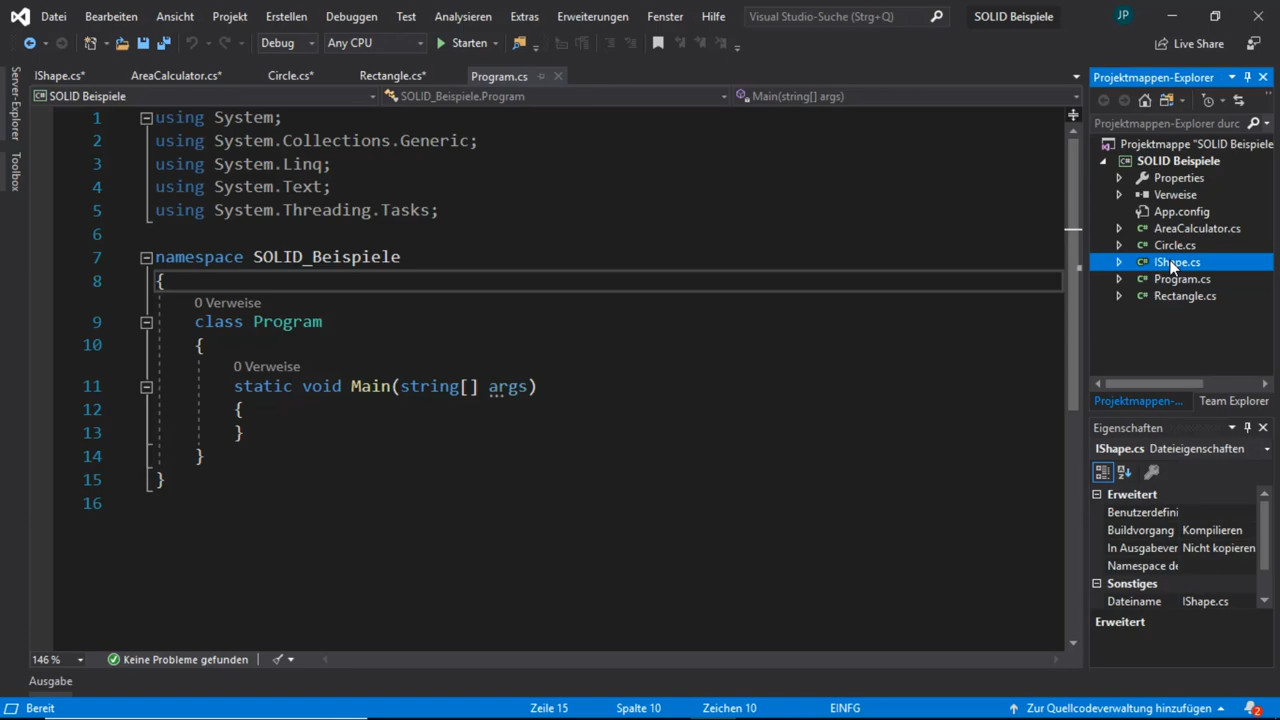 Datei Bearbeiten Ansicht Projekt Erstellen Debuggen Test Analysieren Extras Erweiterungen Fenster Hilfe Visual Studio-Suche (Strg+Q) SOLID Beispiele JP
Debug Any CPU Starten Live Share
Server-Explorer
Toolbox
IShape.cs* AreaCalculator.cs* Circle.cs* Rectangle.cs* Program.cs
SOLID Beispiele SOLID_Beispiele.Program Main(string[] args)
1 using System;
2 using System.Collections.Generic;
3 using System.Linq;
4 using System.Text;
5 using System.Threading.Tasks;
6
7 namespace SOLID_Beispiele
8 {
0 Verweise
9 class Program
10 {
0 Verweise
11 static void Main(string[] args)
12 {
13 }
14 }
15 }
16
146 % Keine Probleme gefunden
Ausgabe
Projektmappen-Explorer
Projektmappen-Explorer durc
Projektmappe "SOLID Beispiele
SOLID Beispiele
Properties
Verweise
App.config
AreaCalculator.cs
Circle.cs
IShape.cs
Program.cs
Rectangle.cs
Projektmappen-... Team Explorer
Eigenschaften
IShape.cs Dateieigenschaften
Erweitert
Benutzerdefini
Buildvorgang Kompilieren
In Ausgabever Nicht kopieren
Namespace de
Sonstiges
Dateiname IShape.cs
Erweitert
Bereit Zeile 15 Spalte 10 Zeichen 10 EINFG Zur Quellcodeverwaltung hinzufügen 2